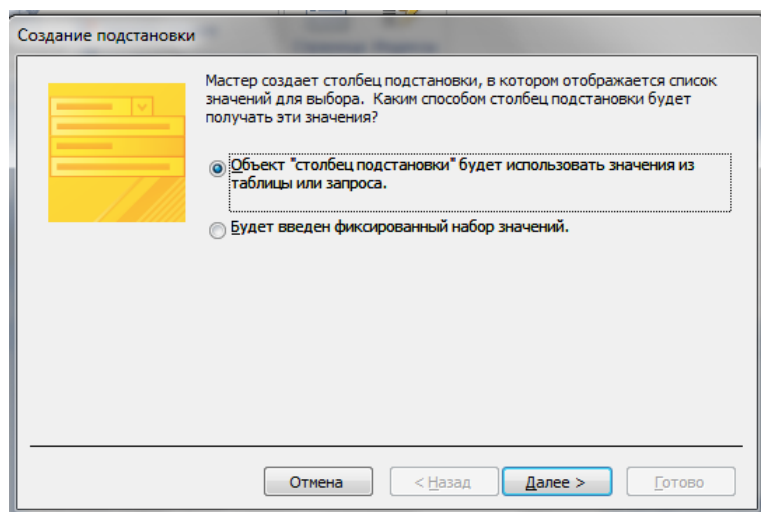 Создание подстановки
Мастер создает столбец подстановки, в котором отображается список
значений для выбора. Каким способом столбец подстановки будет
получать эти значения?
Объект "столбец подстановки" будет использовать значения из
таблицы или запроса.
Будет введен фиксированный набор значений.
Отмена
< Назад
Далее >
Готово